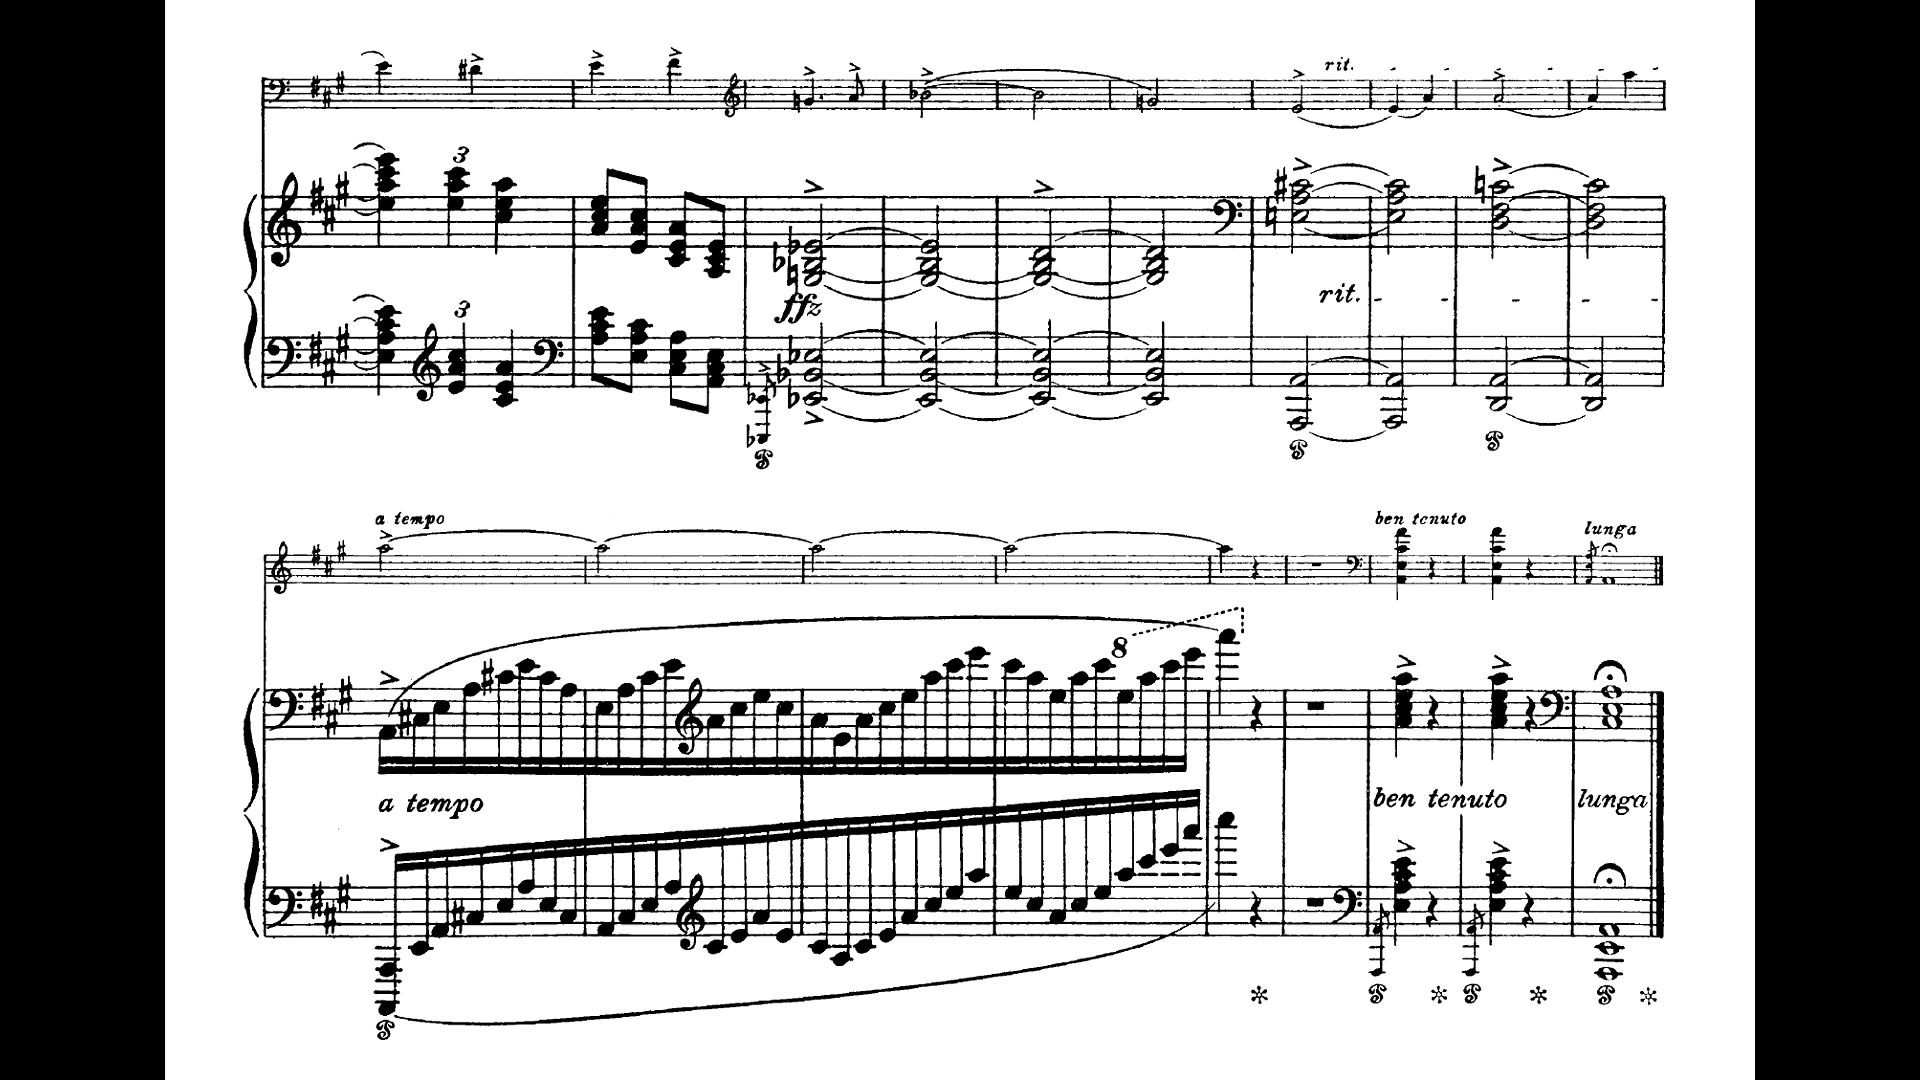 rit.
3
3
ffz
rit.
a tempo
ben tenuto
lunga
8
a tempo
ben tenuto
lunga